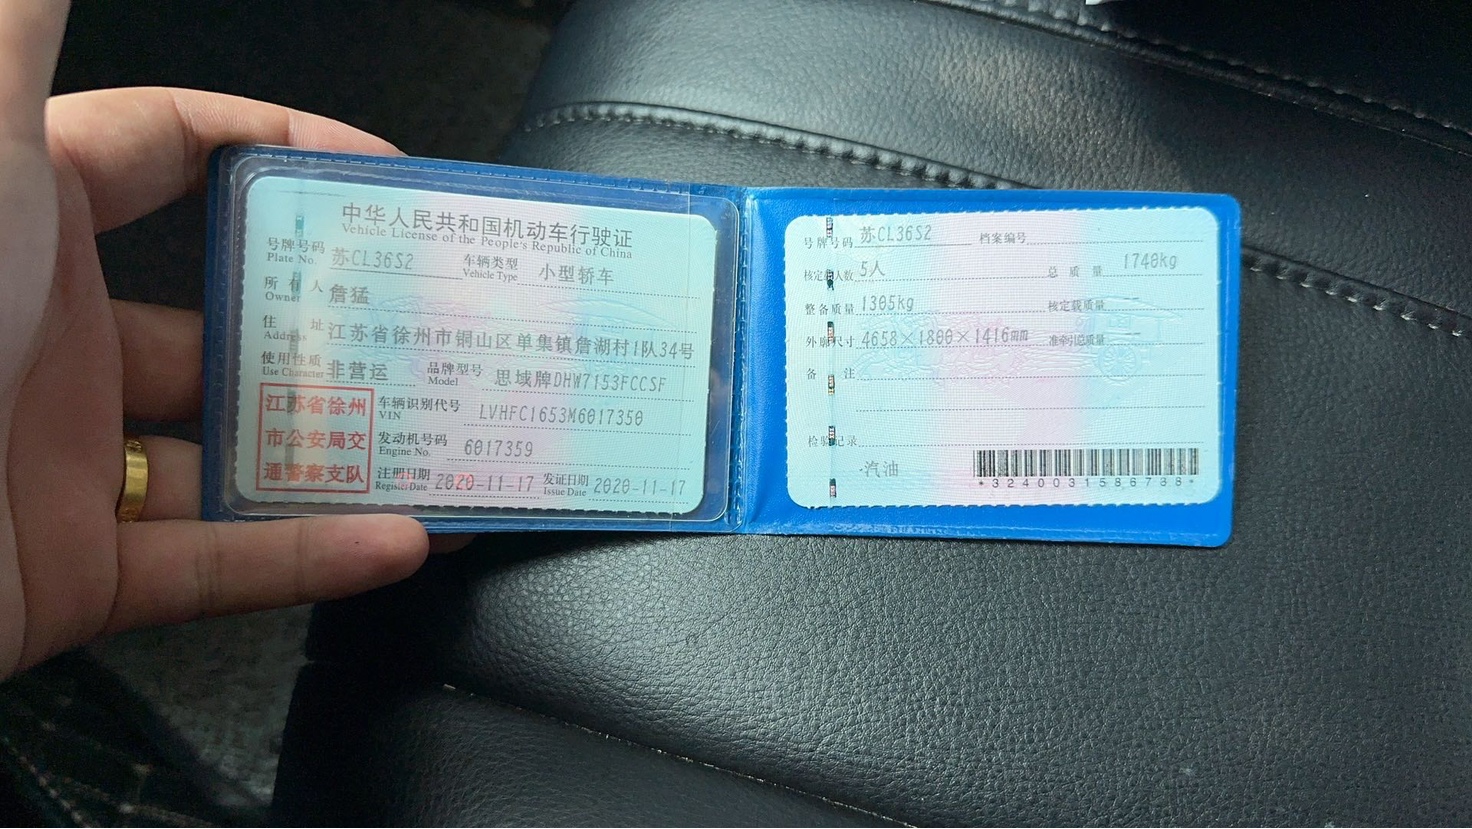 中华人民共和国机动车行驶证
Vehicle License of the People's Republic of China
号牌号码 Plate No. 苏CL36S2 车辆类型 Vehicle Type 小型轿车
所有人 Owner 詹猛
住址 Address 江苏省徐州市铜山区单集镇詹湖村1队34号
使用性质 Use Character 非营运 品牌型号 Model 思域牌DHW7153FCCSF
江苏省徐州
市公安局交
通警察支队
车辆识别代号 VIN LVHFC1653M6017350
发动机号码 Engine No. 6017359
注册日期 Register Date 2020-11-17 发证日期 Issue Date 2020-11-17
号牌号码 苏CL36S2 档案编号
核定载人数 5人 总质量 1740kg
整备质量 1305kg 核定载质量 --
外廓尺寸 4658×1800×1416mm 准牵引总质量 --
备注
检验记录
-汽油
*3240031586738*